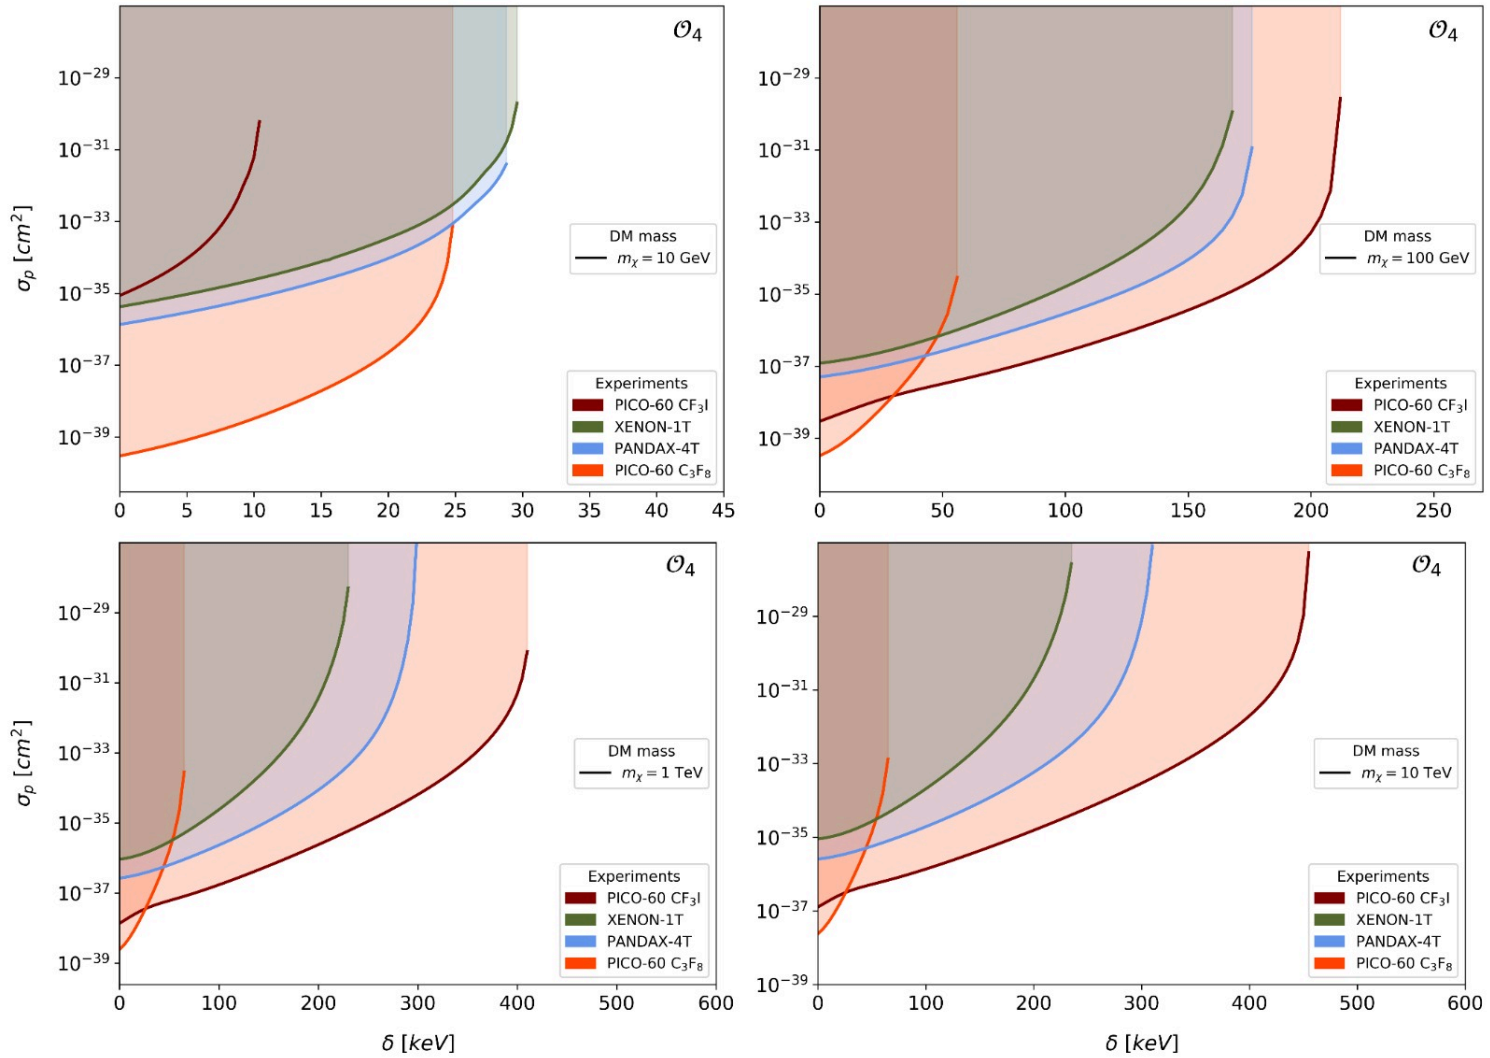 𝒪₄
10⁻²⁹
10⁻³¹
10⁻³³
10⁻³⁵
10⁻³⁷
10⁻³⁹
σₚ [cm²]
DM mass
mᵪ = 10 GeV
Experiments
PICO-60 CF₃I
XENON-1T
PANDAX-4T
PICO-60 C₃F₈
0 5 10 15 20 25 30 35 40 45
𝒪₄
10⁻²⁹
10⁻³¹
10⁻³³
10⁻³⁵
10⁻³⁷
10⁻³⁹
DM mass
mᵪ = 100 GeV
Experiments
PICO-60 CF₃I
XENON-1T
PANDAX-4T
PICO-60 C₃F₈
0 50 100 150 200 250
𝒪₄
10⁻²⁹
10⁻³¹
10⁻³³
10⁻³⁵
10⁻³⁷
10⁻³⁹
σₚ [cm²]
DM mass
mᵪ = 1 TeV
Experiments
PICO-60 CF₃I
XENON-1T
PANDAX-4T
PICO-60 C₃F₈
0 100 200 300 400 500 600
δ [keV]
𝒪₄
10⁻²⁹
10⁻³¹
10⁻³³
10⁻³⁵
10⁻³⁷
10⁻³⁹
DM mass
mᵪ = 10 TeV
Experiments
PICO-60 CF₃I
XENON-1T
PANDAX-4T
PICO-60 C₃F₈
0 100 200 300 400 500 600
δ [keV]